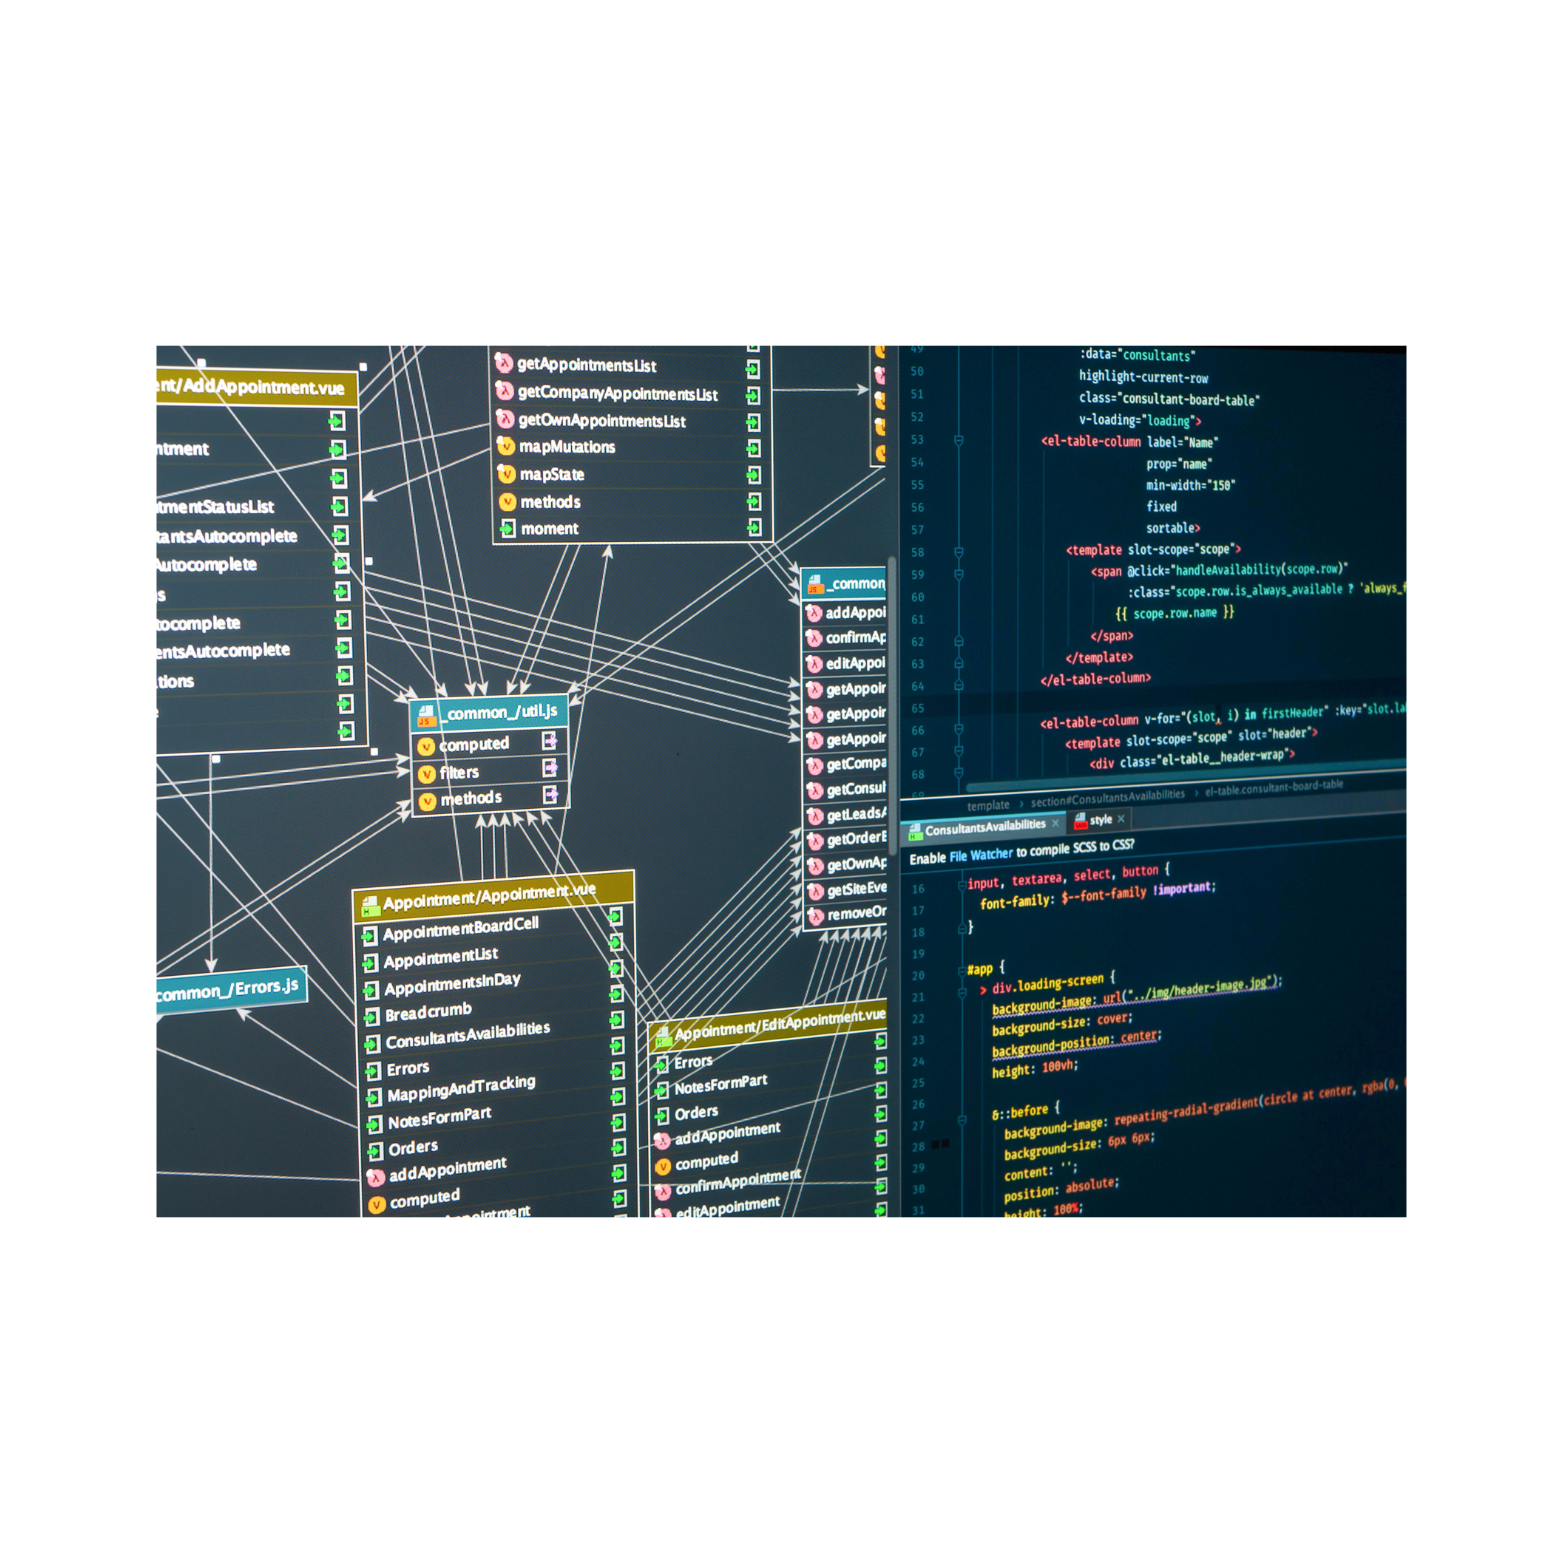 ent/AddAppointment.vue
ntment
tmentStatusList
tantsAutocomplete
Autocomplete
s
tocomplete
entsAutocomplete
ations
getAppointmentsList
getCompanyAppointmentsList
getOwnAppointmentsList
mapMutations
mapState
methods
moment
_common_/util.js
JS
computed
filters
methods
common_/Errors.js
Appointment/Appointment.vue
AppointmentBoardCell
AppointmentList
AppointmentsInDay
Breadcrumb
ConsultantsAvailabilities
Errors
MappingAndTracking
NotesFormPart
Orders
addAppointment
computed
ppointment
_common
JS
addAppoi
confirmAp
editAppoi
getAppoin
getAppoin
getAppoin
getCompa
getConsul
getLeadsA
getOrderE
getOwnAp
getSiteEve
removeOr
Appointment/EditAppointment.vue
Errors
NotesFormPart
Orders
addAppointment
computed
confirmAppointment
editAppointment
49 :data="consultants"
50 highlight-current-row
51 class="consultant-board-table"
52 v-loading="loading">
53 <el-table-column label="Name"
54 prop="name"
55 min-width="150"
56 fixed
57 sortable>
58 <template slot-scope="scope">
59 <span @click="handleAvailability(scope.row)"
60 :class="scope.row.is_always_available ? 'always_
61 {{ scope.row.name }}
62 </span>
63 </template>
64 </el-table-column>
65
66 <el-table-column v-for="(slot, i) in firstHeader" :key="slot.la
67 <template slot-scope="scope" slot="header">
68 <div class="el-table__header-wrap">
69
template › section#ConsultantsAvailabilities › el-table.consultant-board-table
ConsultantsAvailabilities × style ×
Enable File Watcher to compile SCSS to CSS?
16 input, textarea, select, button {
17 font-family: $--font-family !important;
18 }
19
20 #app {
21 > div.loading-screen {
22 background-image: url("../img/header-image.jpg");
23 background-size: cover;
24 background-position: center;
25 height: 100vh;
26
27 &::before {
28 background-image: repeating-radial-gradient(circle at center, rgba(0,
29 background-size: 6px 6px;
30 content: '';
31 position: absolute;
height: 100%;